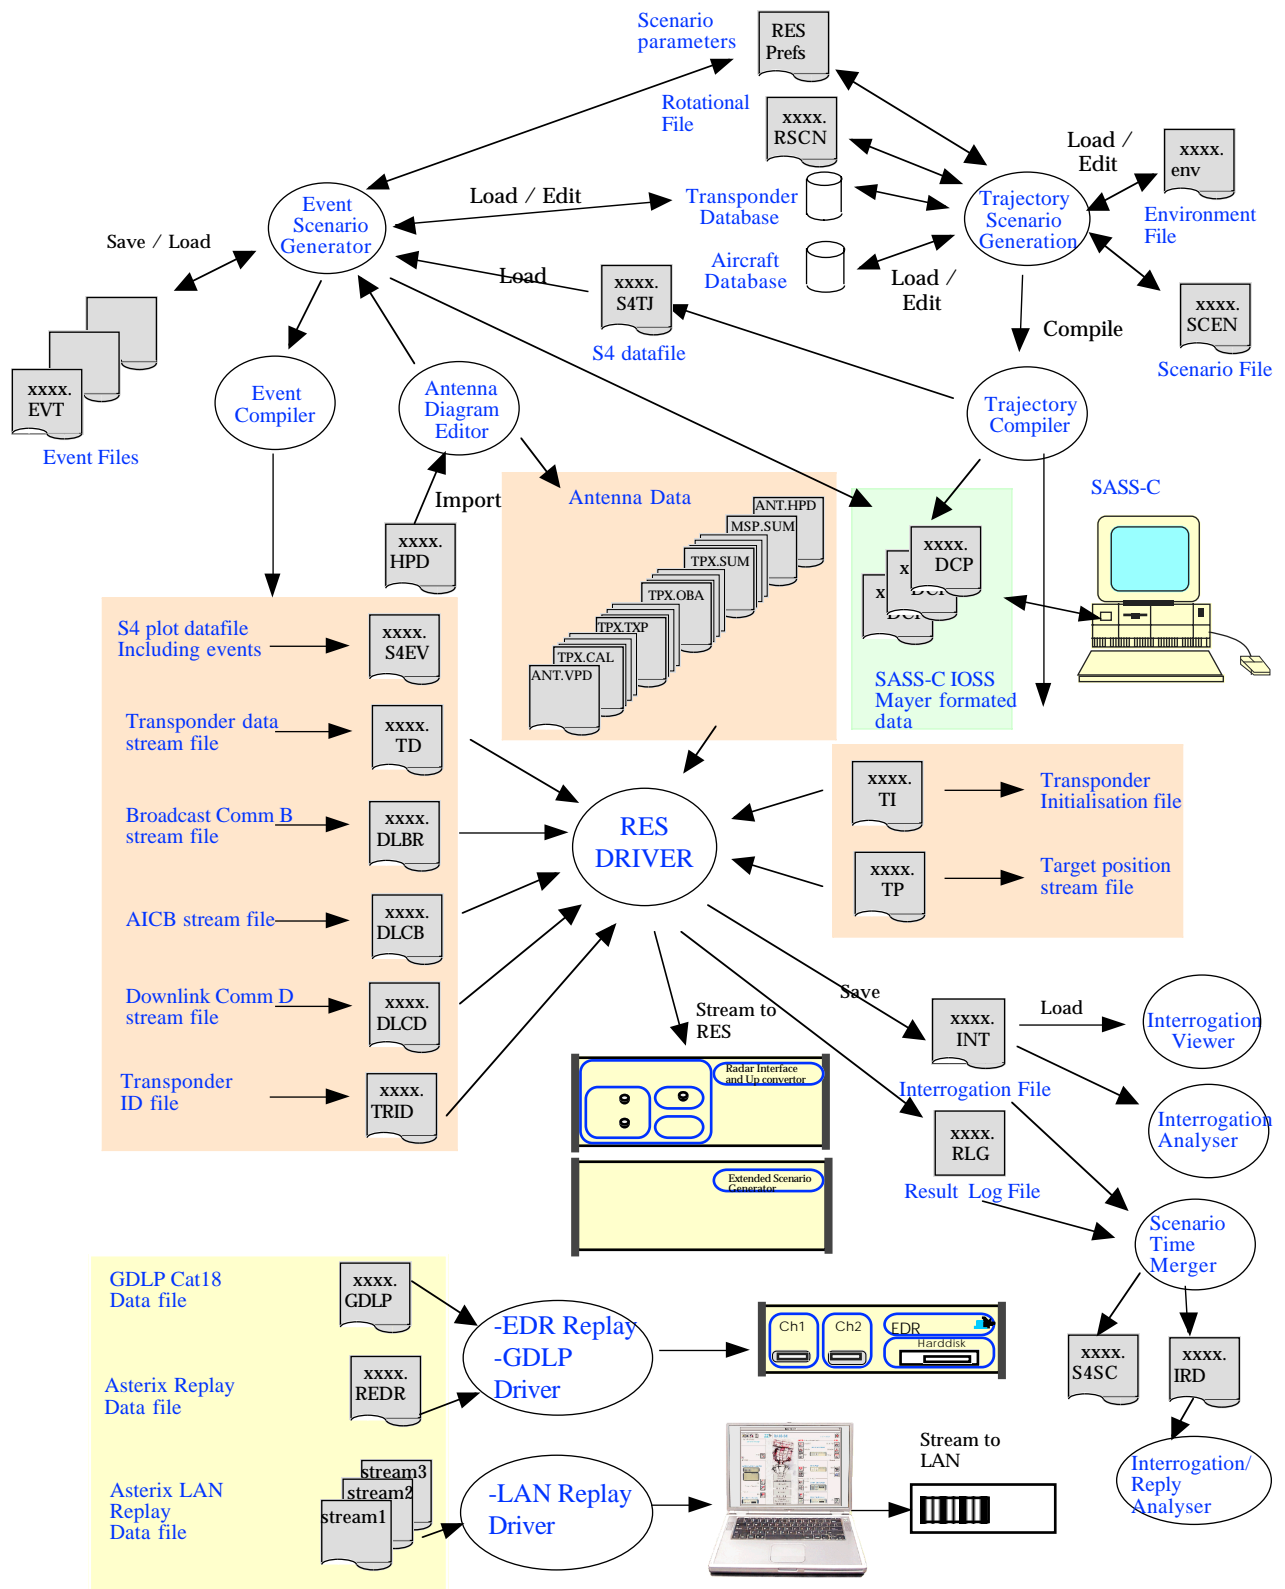 Scenario
parameters
RES
Prefs
Rotational
File
xxxx.
RSCN
Load /
Edit
xxxx.
env
Environment
File
Event
Scenario
Generator
Load / Edit
Transponder
Database
Trajectory
Scenario
Generation
Save / Load
Load
Aircraft
Database
Load /
Edit
xxxx.
S4TJ
S4 datafile
Compile
xxxx.
SCEN
Scenario File
xxxx.
EVT
Event Files
Event
Compiler
Antenna
Diagram
Editor
Trajectory
Compiler
Import
xxxx.
HPD
Antenna Data
ANT.HPD
MSP.SUM
TPX.SUM
TPX.OBA
TPX.TXP
TPX.CAL
ANT.VPD
xxxx.
DCP
SASS-C IOSS
Mayer formated
data
SASS-C
S4 plot datafile
Including events
xxxx.
S4EV
Transponder data
stream file
xxxx.
TD
Broadcast Comm B
stream file
xxxx.
DLBR
AICB stream file
xxxx.
DLCB
Downlink Comm D
stream file
xxxx.
DLCD
Transponder
ID file
xxxx.
TRID
RES
DRIVER
xxxx.
TI
Transponder
Initialisation file
xxxx.
TP
Target position
stream file
Stream to
RES
Save
xxxx.
INT
Load
Interrogation
Viewer
Interrogation File
Interrogation
Analyser
xxxx.
RLG
Result Log File
Radar Interface
and Up convertor
Extended Scenario
Generator
Scenario
Time
Merger
xxxx.
S4SC
xxxx.
IRD
Interrogation/
Reply
Analyser
GDLP Cat18
Data file
xxxx.
GDLP
Asterix Replay
Data file
xxxx.
REDR
-EDR Replay
-GDLP
Driver
Ch1
Ch2
EDR
Harddisk
Asterix LAN
Replay
Data file
stream3
stream2
stream1
-LAN Replay
Driver
Stream to
LAN